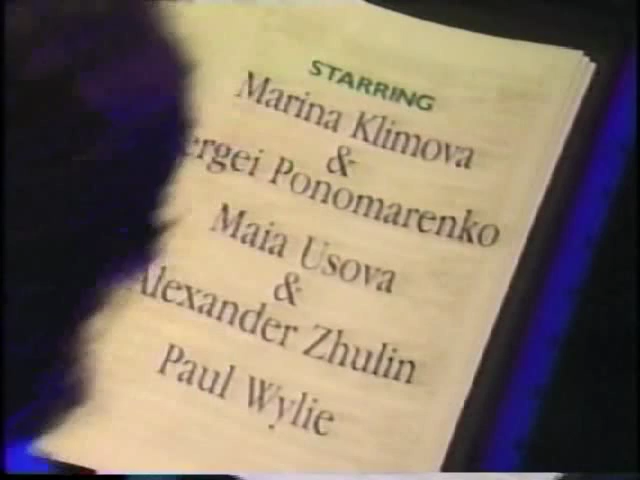 STARRING
Marina Klimova
&
ergei Ponomarenko
Maia Usova
&
Alexander Zhulin
Paul Wylie